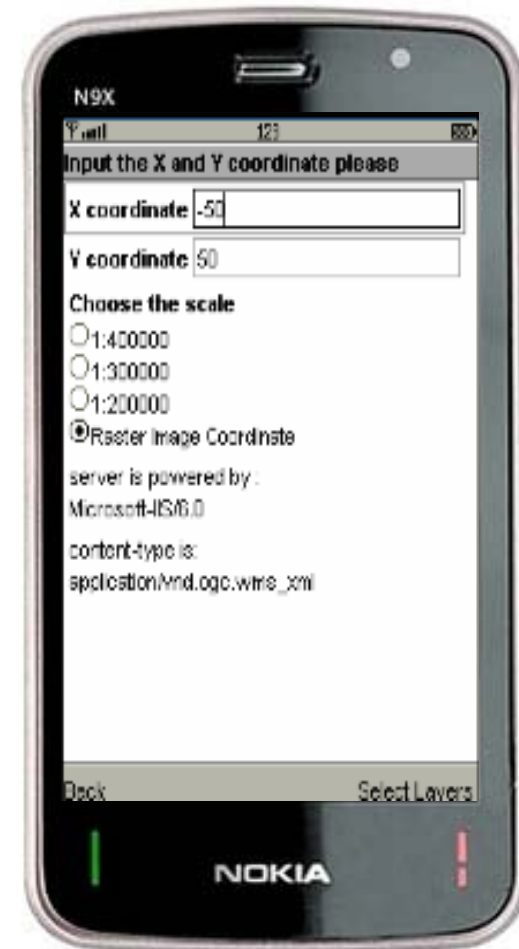 N9X
123
Input the X and Y coordinate please
X coordinate -50
Y coordinate 50
Choose the scale
1:400000
1:300000
1:200000
Raster Image Coordinate
server is powered by :
Microsoft-IIS/6.0
content-type is:
application/vnd.ogc.wms_xml
Back Select Layers
NOKIA